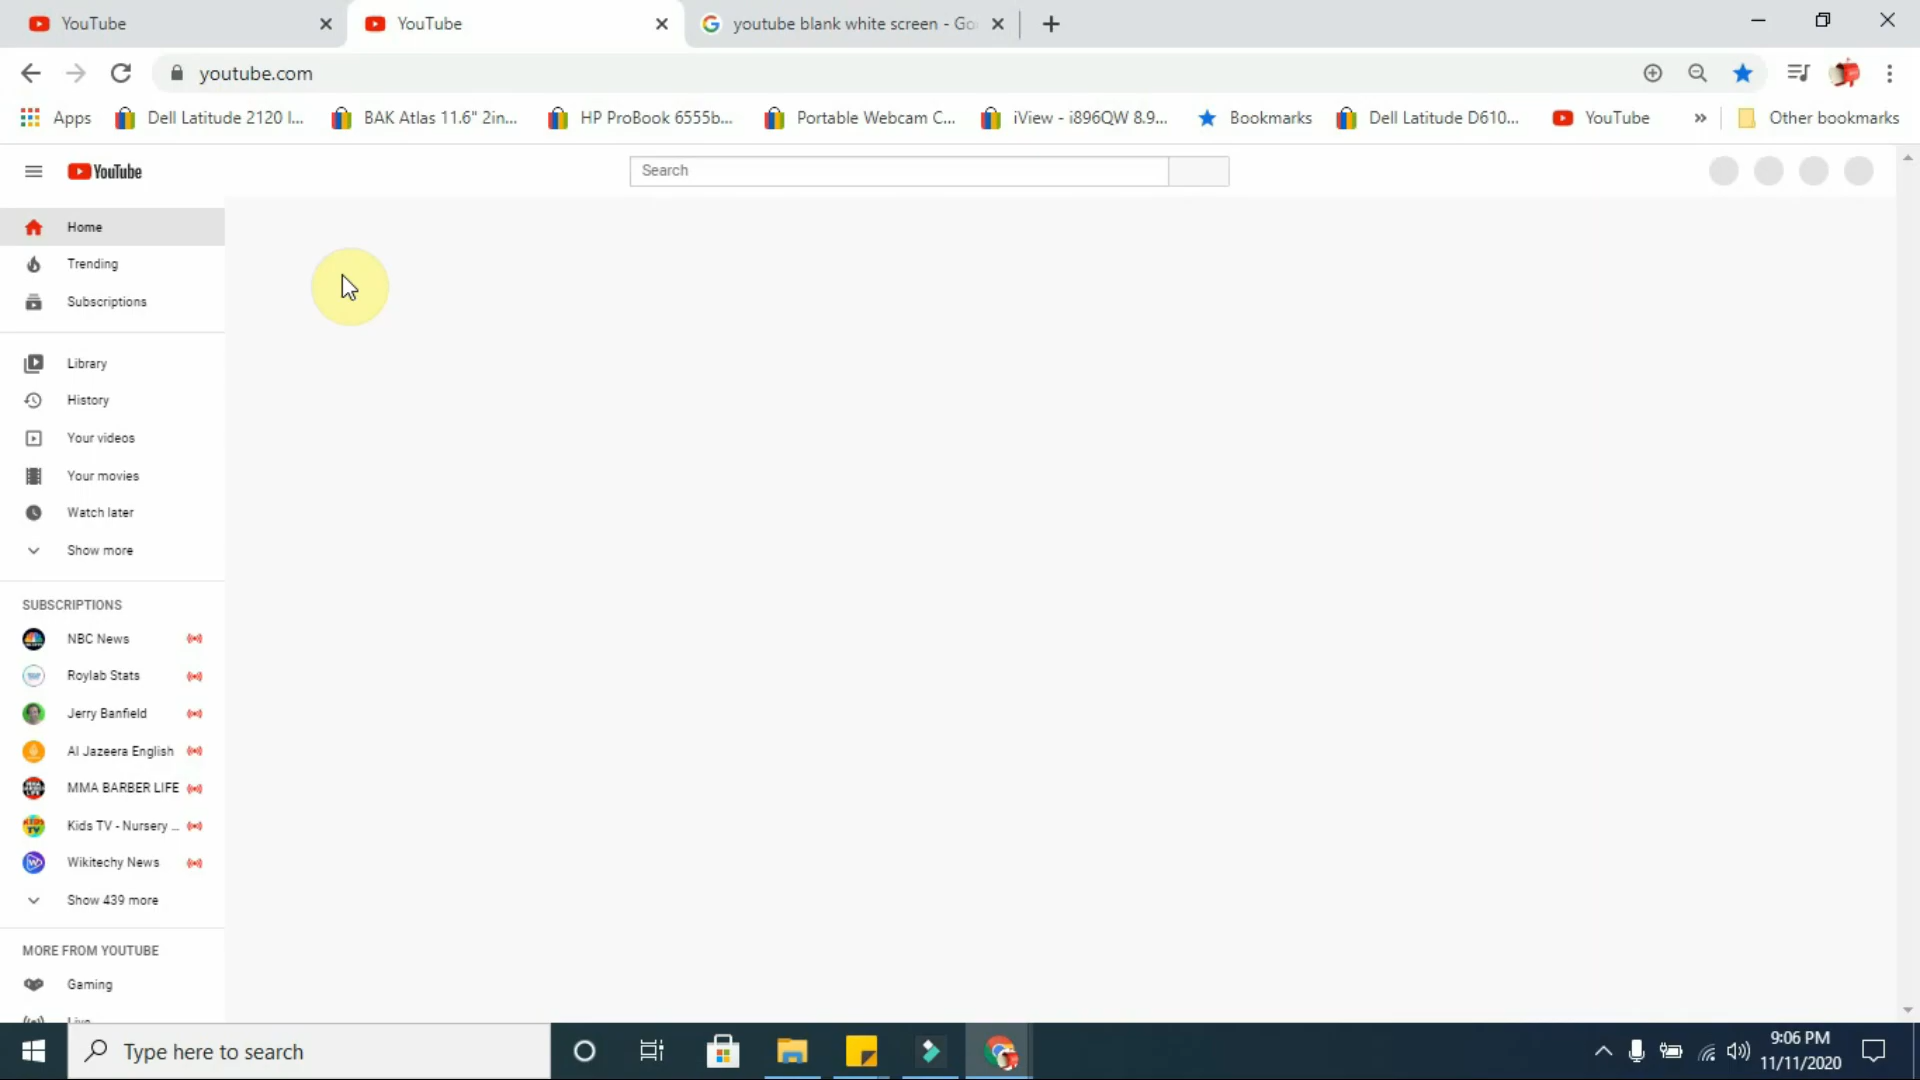 YouTube
YouTube
youtube blank white screen - Go
youtube.com
Apps
Dell Latitude 2120 l...
BAK Atlas 11.6" 2in...
HP ProBook 6555b...
Portable Webcam C...
iView - i896QW 8.9...
Bookmarks
Dell Latitude D610...
YouTube
»
Other bookmarks
YouTube
Search
Home
Trending
Subscriptions
Library
History
Your videos
Your movies
Watch later
Show more
SUBSCRIPTIONS
NBC News
Roylab Stats
Jerry Banfield
Al Jazeera English
MMA BARBER LIFE
Kids TV - Nursery ...
Wikitechy News
Show 439 more
MORE FROM YOUTUBE
Gaming
Live
Type here to search
9:06 PM
11/11/2020